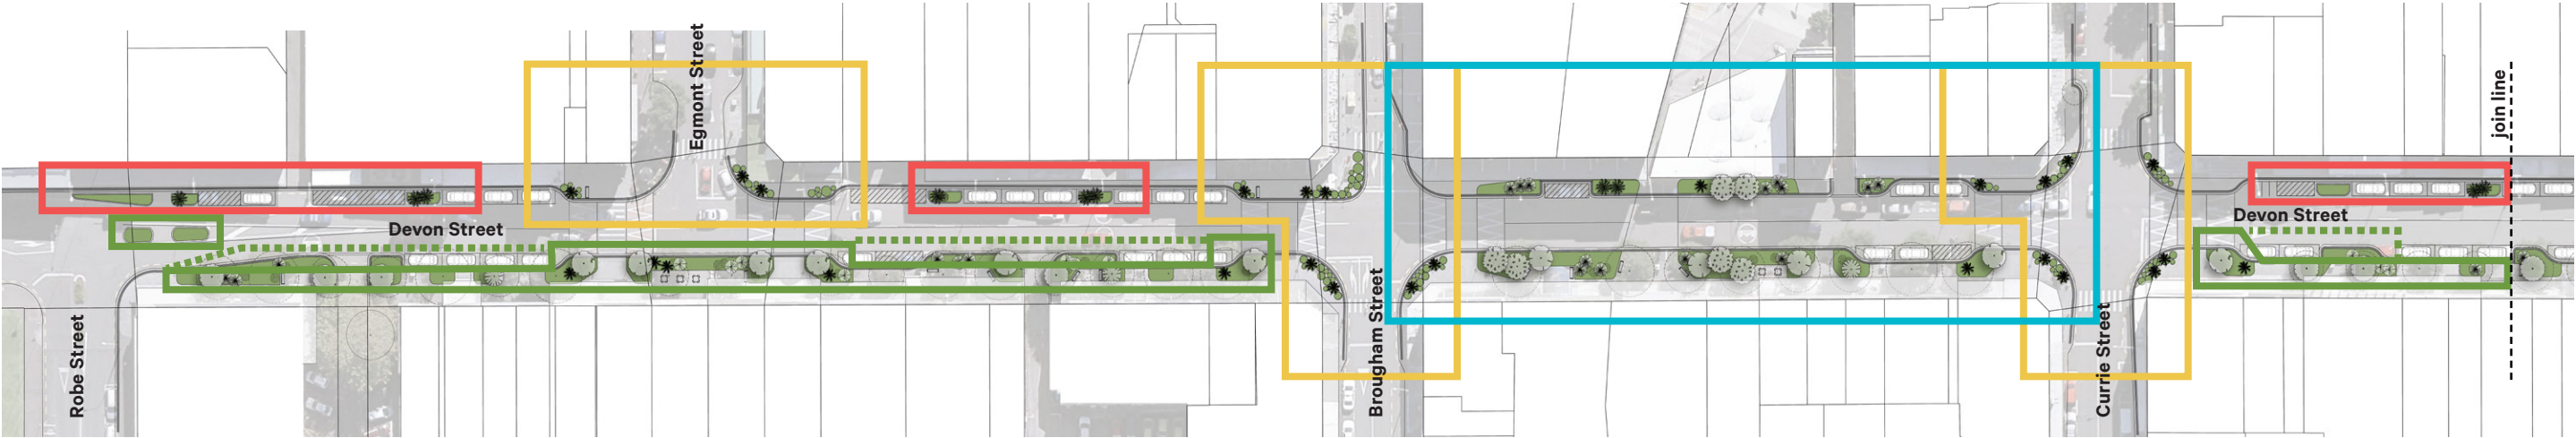 Egmont Street
join line
Devon Street
Devon Street
Robe Street
Brougham Street
Currie Street